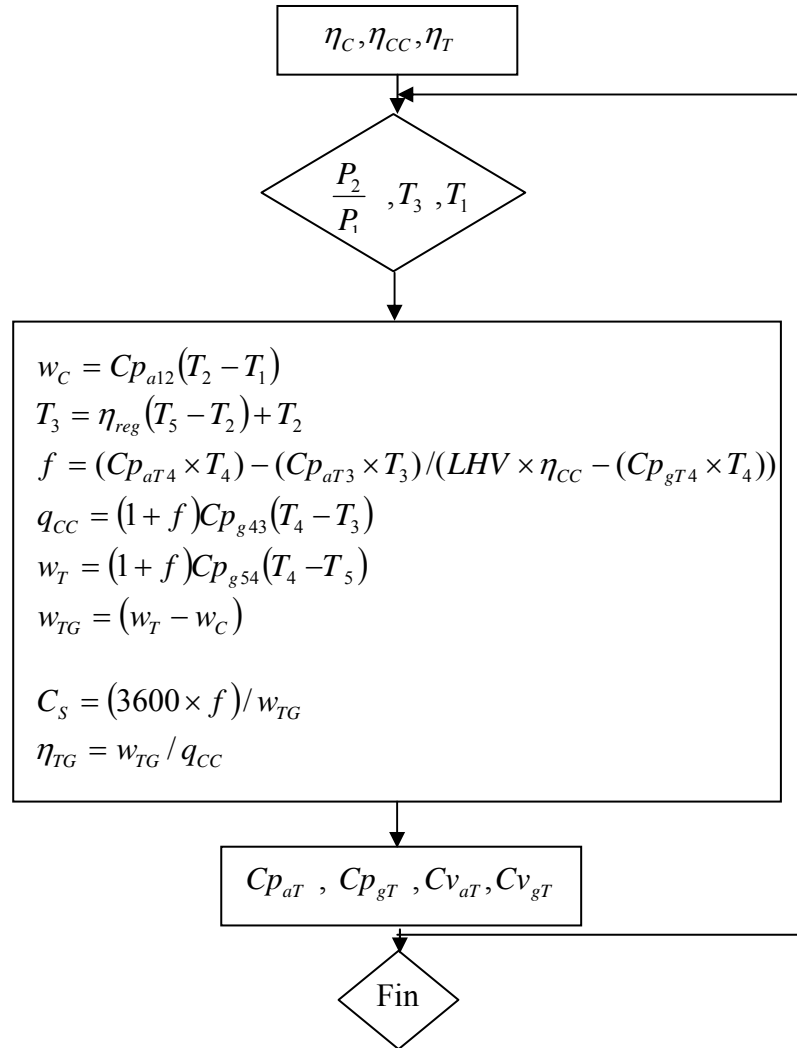 η_C, η_CC, η_T
P_2/P_1 , T_3 , T_1
w_C = Cp_a12(T_2 − T_1)
T_3 = η_reg(T_5 − T_2) + T_2
f = (Cp_aT4 × T_4) − (Cp_aT3 × T_3)/(LHV × η_CC − (Cp_gT4 × T_4))
q_CC = (1 + f)Cp_g43(T_4 − T_3)
w_T = (1 + f)Cp_g54(T_4 − T_5)
w_TG = (w_T − w_C)
C_S = (3600 × f)/ w_TG
η_TG = w_TG / q_CC
Cp_aT , Cp_gT , Cv_aT, Cv_gT
Fin